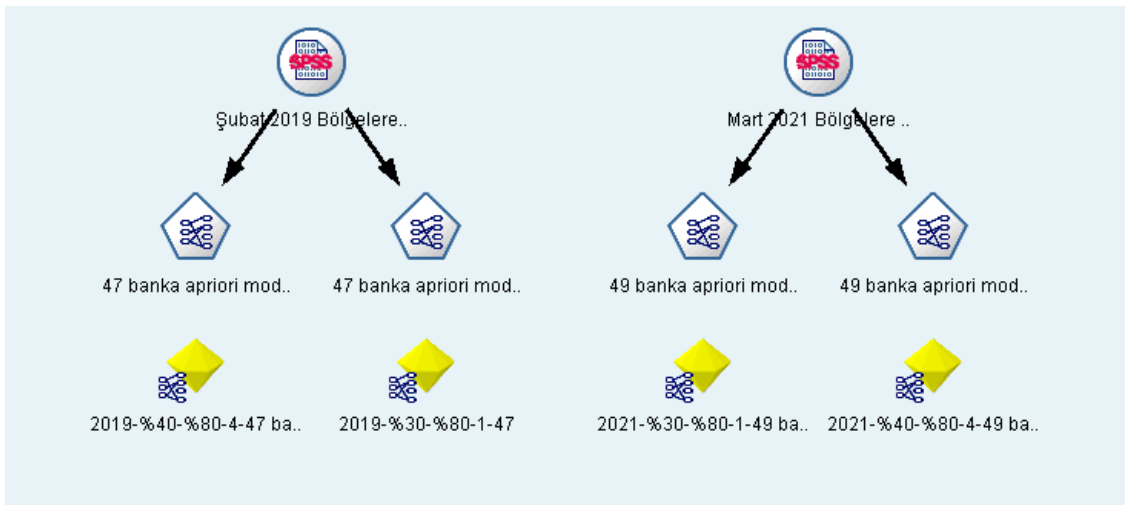 SPSS SPSS
Şubat 2019 Bölgelere.. Mart 2021 Bölgelere ..
47 banka apriori mod.. 47 banka apriori mod.. 49 banka apriori mod.. 49 banka apriori mod..
2019-%40-%80-4-47 ba.. 2019-%30-%80-1-47 2021-%30-%80-1-49 ba.. 2021-%40-%80-4-49 ba..